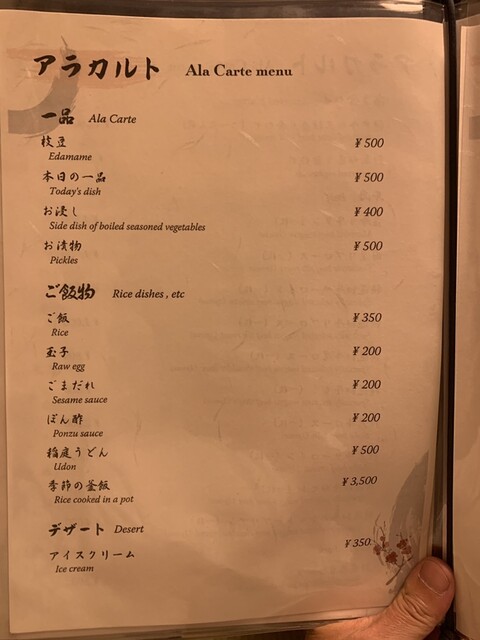 アラカルト Ala Carte menu
一品 Ala Carte
枝豆 ¥500
Edamame
本日の一品 ¥500
Today's dish
お浸し ¥400
Side dish of boiled seasoned vegetables
お漬物 ¥500
Pickles
ご飯物 Rice dishes , etc
ご飯 ¥350
Rice
玉子 ¥200
Raw egg
ごまだれ ¥200
Sesame sauce
ぽん酢 ¥200
Ponzu sauce
稲庭うどん ¥500
Udon
季節の釜飯 ¥3,500
Rice cooked in a pot
デザート Desert
アイスクリーム ¥350
Ice cream